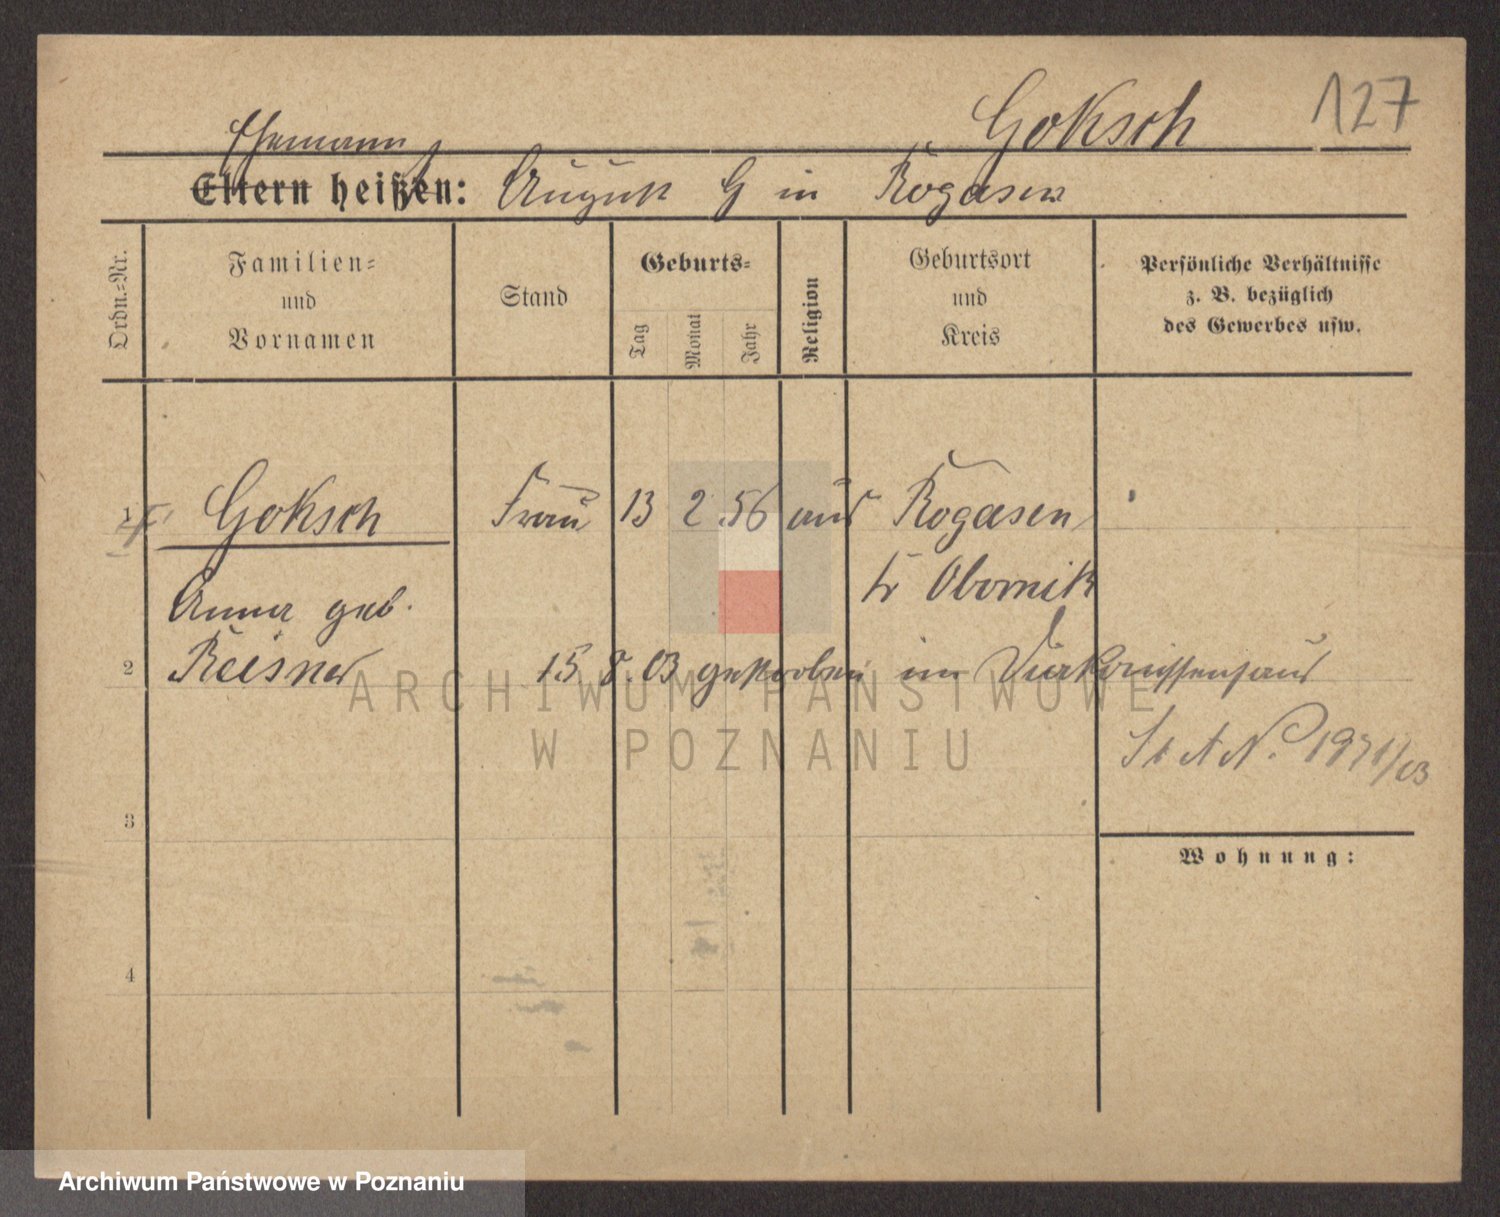 Goksch 127
Ehemann
Eltern heißen: August G in Rogasen
Ordn.-Nr.
Familien-
und
Vornamen
Stand
Geburts-
Tag
Monat
Jahr
Religion
Geburtsort
und
Kreis
Persönliche Verhältnisse
z. B. bezüglich
des Gewerbes usw.
1 Goksch Frau 13 2 56 aus Rogasen
Kr Obornik
Anna geb.
2 Reisner 15 8. 03 gestorben im Diakonissenhaus
St A N. 1971/03
3
Wohnung:
4
ARCHIWUM PAŃSTWOWE
W POZNANIU
Archiwum Państwowe w Poznaniu